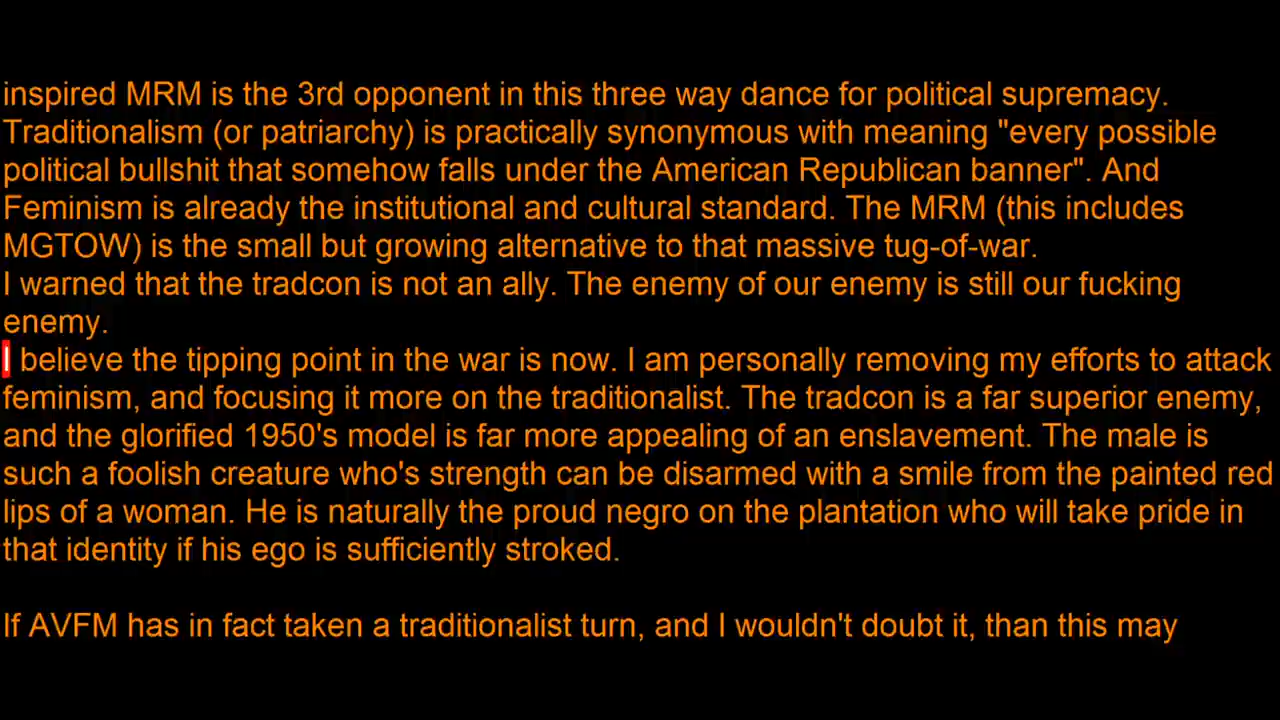 inspired MRM is the 3rd opponent in this three way dance for political supremacy.
Traditionalism (or patriarchy) is practically synonymous with meaning "every possible
political bullshit that somehow falls under the American Republican banner". And
Feminism is already the institutional and cultural standard. The MRM (this includes
MGTOW) is the small but growing alternative to that massive tug-of-war.
I warned that the tradcon is not an ally. The enemy of our enemy is still our fucking
enemy.
I believe the tipping point in the war is now. I am personally removing my efforts to attack
feminism, and focusing it more on the traditionalist. The tradcon is a far superior enemy,
and the glorified 1950's model is far more appealing of an enslavement. The male is
such a foolish creature who's strength can be disarmed with a smile from the painted red
lips of a woman. He is naturally the proud negro on the plantation who will take pride in
that identity if his ego is sufficiently stroked.
If AVFM has in fact taken a traditionalist turn, and I wouldn't doubt it, than this may